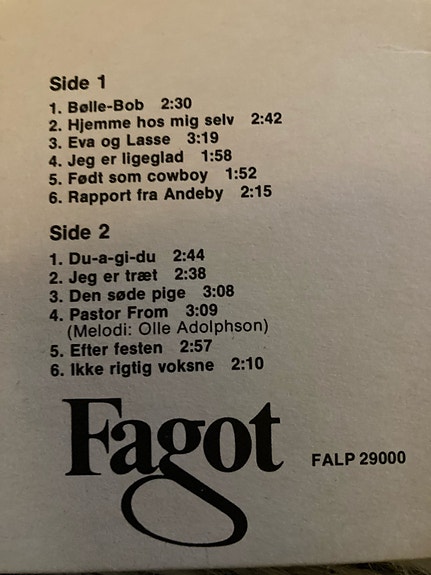 Side 1
1. Bølle-Bob 2:30
2. Hjemme hos mig selv 2:42
3. Eva og Lasse 3:19
4. Jeg er ligeglad 1:58
5. Født som cowboy 1:52
6. Rapport fra Andeby 2:15
Side 2
1. Du-a-gi-du 2:44
2. Jeg er træt 2:38
3. Den søde pige 3:08
4. Pastor From 3:09
(Melodi: Olle Adolphson)
5. Efter festen 2:57
6. Ikke rigtig voksne 2:10
Fagot
FALP 29000